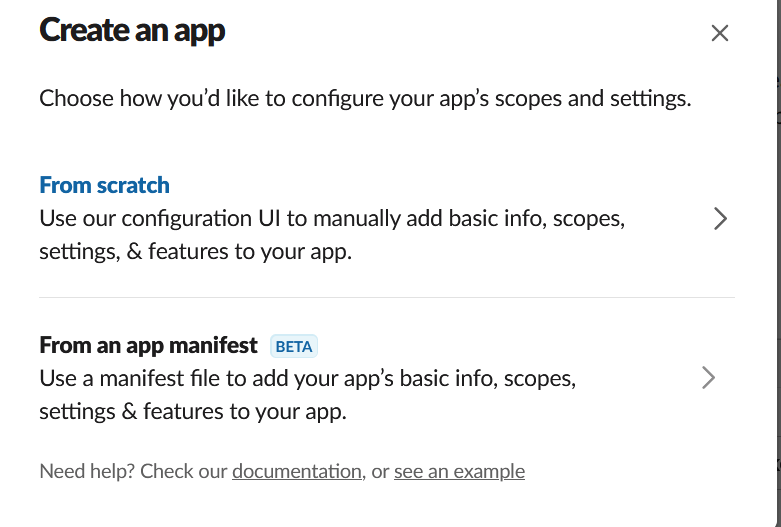 Create an app
Choose how you’d like to configure your app’s scopes and settings.
From scratch
Use our configuration UI to manually add basic info, scopes,
settings, & features to your app.
From an app manifest BETA
Use a manifest file to add your app’s basic info, scopes,
settings & features to your app.
Need help? Check our documentation, or see an example